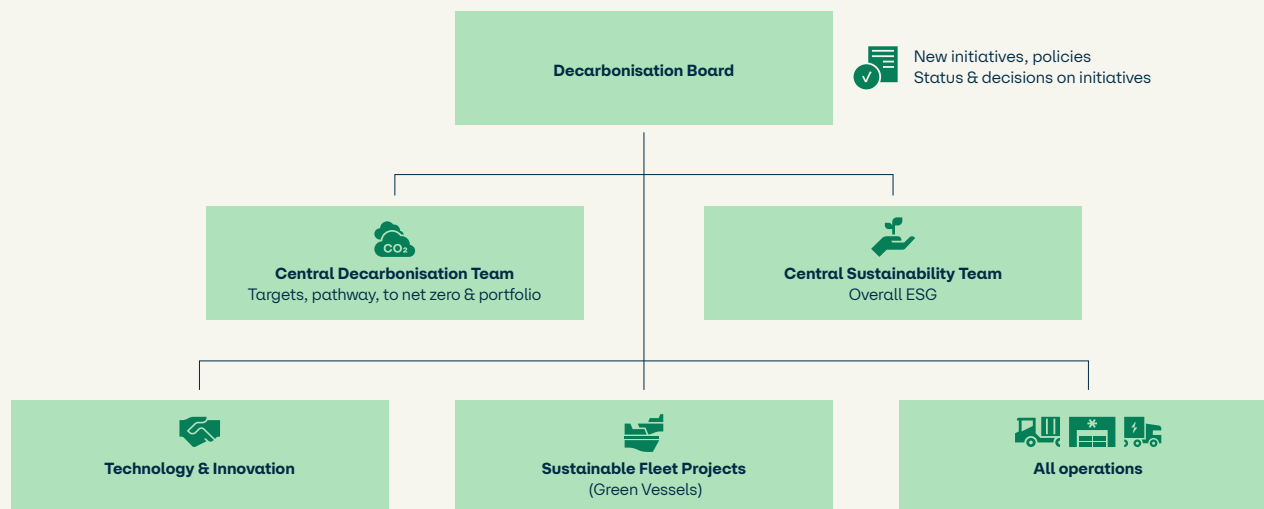 Decarbonisation Board
New initiatives, policies
Status & decisions on initiatives
CO₂
Central Decarbonisation Team
Targets, pathway, to net zero & portfolio
Central Sustainability Team
Overall ESG
Technology & Innovation
Sustainable Fleet Projects
(Green Vessels)
All operations